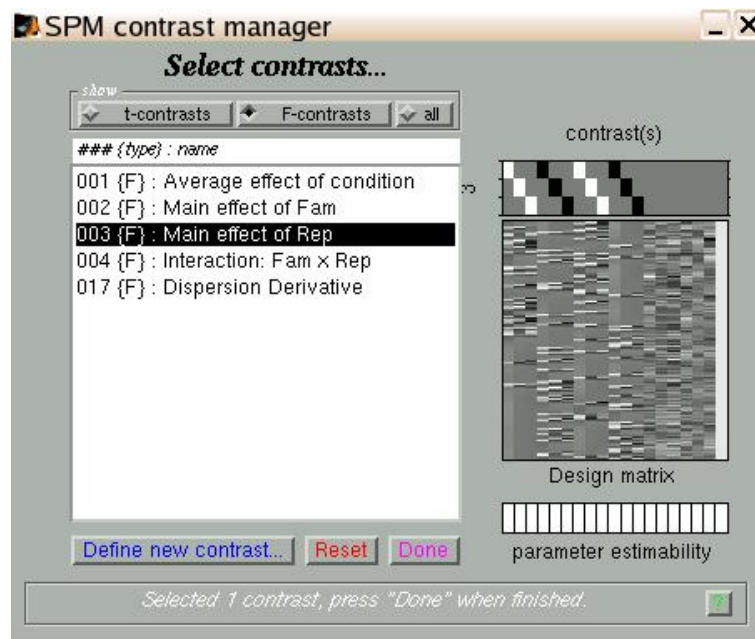 SPM contrast manager
Select contrasts...
show
t-contrasts F-contrasts all
### {type} : name
001 {F} : Average effect of condition
002 {F} : Main effect of Fam
003 {F} : Main effect of Rep
004 {F} : Interaction: Fam x Rep
017 {F} : Dispersion Derivative
contrast(s)
3
Design matrix
parameter estimability
Define new contrast... Reset Done
Selected 1 contrast, press "Done" when finished.
?